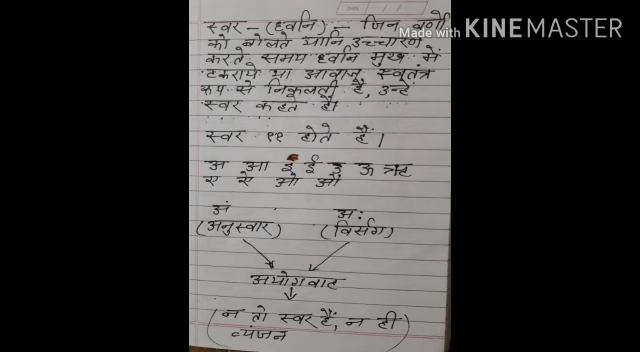 Made with KINEMASTER
स्वर – (ध्वनि) – जिन वर्णो
को बोलते यानि उच्चारण
करते समय ध्वनि मुख में
टकराये या आवाज स्वतंत्र
रूप से निकलती है, उन्हें
स्वर कहते है।
स्वर ११ होते हैं।
अ आ इ ई उ ऊ ऋ
ए ऐ ओ औ
अं अः
(अनुस्वार) (विर्सग)
अयोगवाह
(न तो स्वर हैं, न ही
व्यंजन)